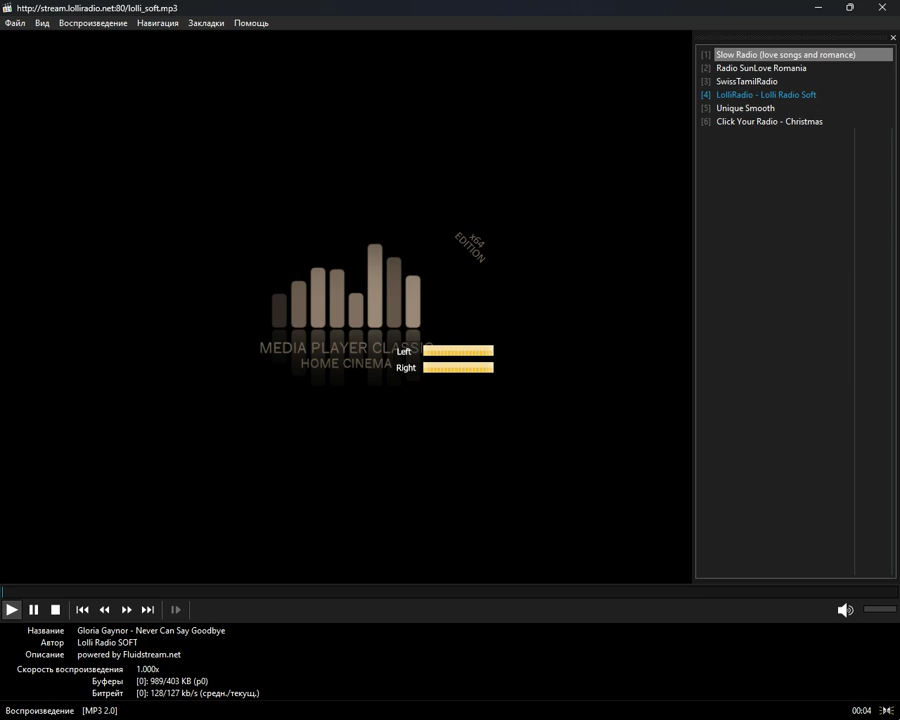 http://stream.lolliradio.net:80/lolli_soft.mp3
Файл Вид Воспроизведение Навигация Закладки Помощь
[1] Slow Radio (love songs and romance)
[2] Radio SunLove Romania
[3] SwissTamilRadio
[4] LolliRadio - Lolli Radio Soft
[5] Unique Smooth
[6] Click Your Radio - Christmas
x64
EDITION
MEDIA PLAYER CLASSIC
HOME CINEMA
Left
Right
Название Gloria Gaynor - Never Can Say Goodbye
Автор Lolli Radio SOFT
Описание powered by Fluidstream.net
Скорость воспроизведения 1.000x
Буферы [0]: 989/403 KB (p0)
Битрейт [0]: 128/127 kb/s (средн./текущ.)
Воспроизведение [MP3 2.0] 00:04